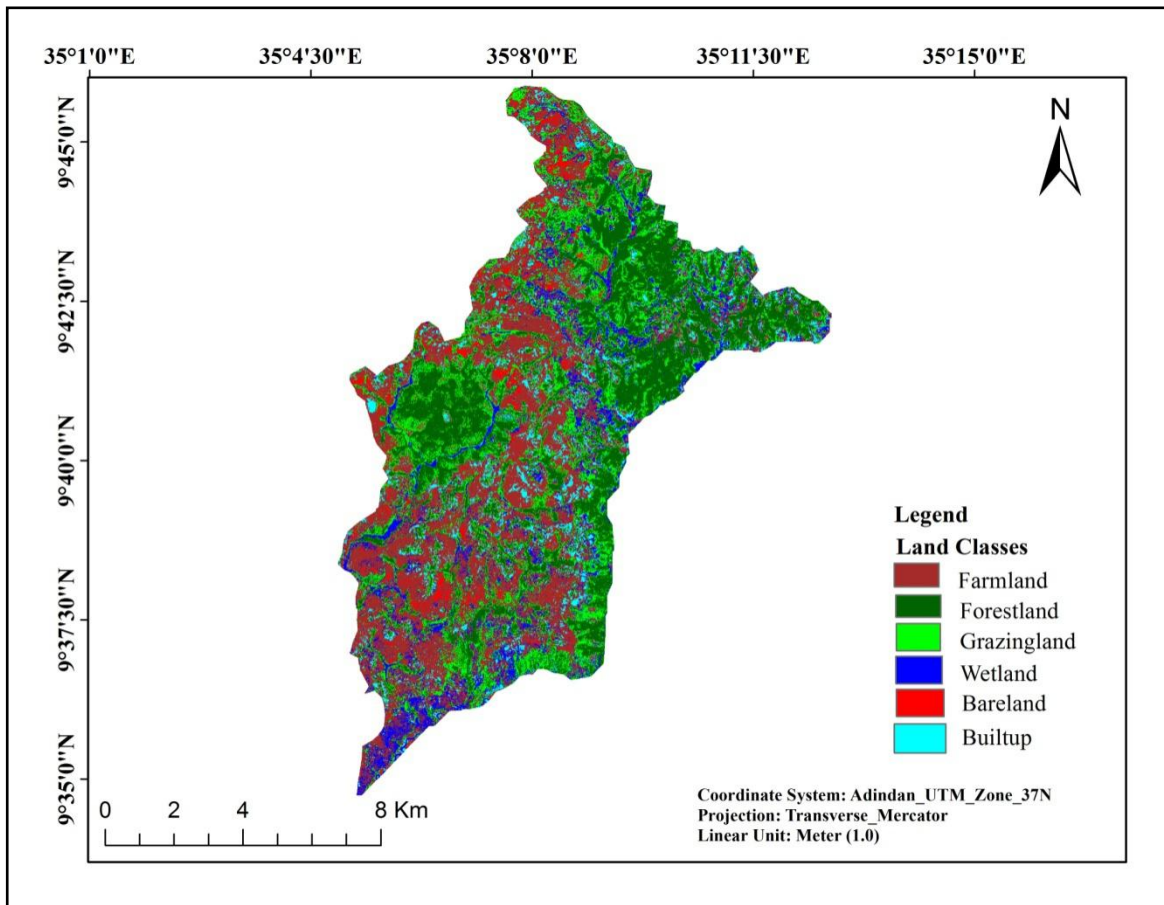 35°1'0"E 35°4'30"E 35°8'0"E 35°11'30"E 35°15'0"E
N
9°45'0"N
9°42'30"N
9°40'0"N
9°37'30"N
9°35'0"N
Legend
Land Classes
Farmland
Forestland
Grazingland
Wetland
Bareland
Builtup
0 2 4 8 Km
Coordinate System: Adindan_UTM_Zone_37N
Projection: Transverse_Mercator
Linear Unit: Meter (1.0)